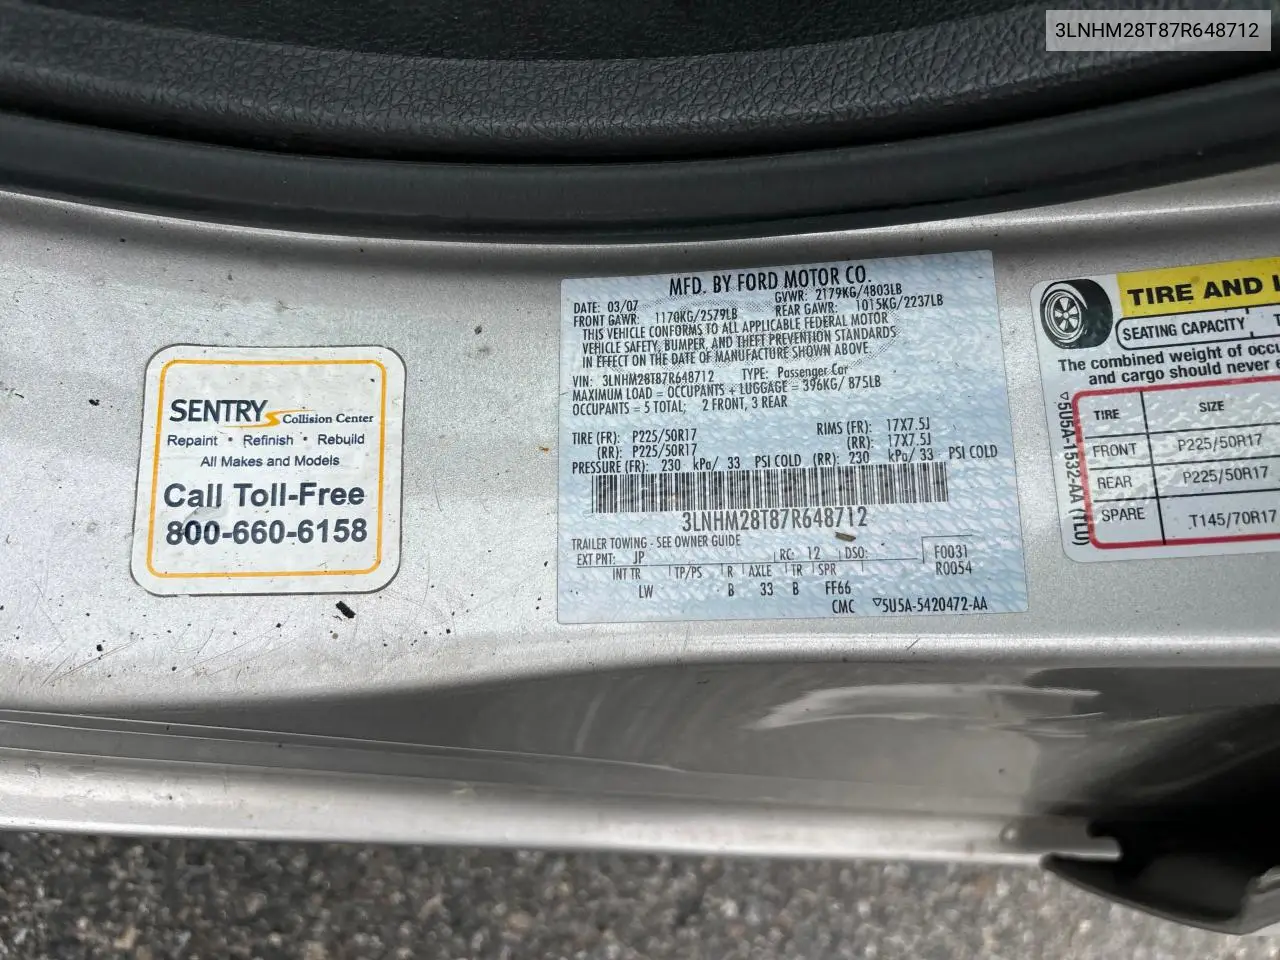 3LNHM28T87R648712
SENTRY Collision Center
Repaint • Refinish • Rebuild
All Makes and Models
Call Toll-Free
800-660-6158
MFD. BY FORD MOTOR CO.
DATE: 03/07 GVWR: 2179KG/4803LB
FRONT GAWR: 1170KG/2579LB REAR GAWR: 1015KG/2237LB
THIS VEHICLE CONFORMS TO ALL APPLICABLE FEDERAL MOTOR
VEHICLE SAFETY, BUMPER, AND THEFT PREVENTION STANDARDS
IN EFFECT ON THE DATE OF MANUFACTURE SHOWN ABOVE
VIN: 3LNHM28T87R648712 TYPE: Passenger Car
MAXIMUM LOAD = OCCUPANTS + LUGGAGE = 396KG/ 875LB
OCCUPANTS = 5 TOTAL; 2 FRONT, 3 REAR
TIRE (FR): P225/50R17 RIMS (FR): 17X7.5J
(RR): P225/50R17 (RR): 17X7.5J
PRESSURE (FR): 230 kPa/ 33 PSI COLD (RR): 230 kPa/ 33 PSI COLD
3LNHM28T87R648712
TRAILER TOWING - SEE OWNER GUIDE
EXT PNT: JP RC: 12 DSO: F0031
INT TR TP/PS R AXLE TR SPR R0054
LW B 33 B FF66
CMC ▽5U5A-5420472-AA
TIRE AND
SEATING CAPACITY
The combined weight of
and cargo should never
▽5U5A-1532-AA (TL0)
TIRE SIZE
FRONT P225/50R17
REAR P225/50R17
SPARE T145/70R17